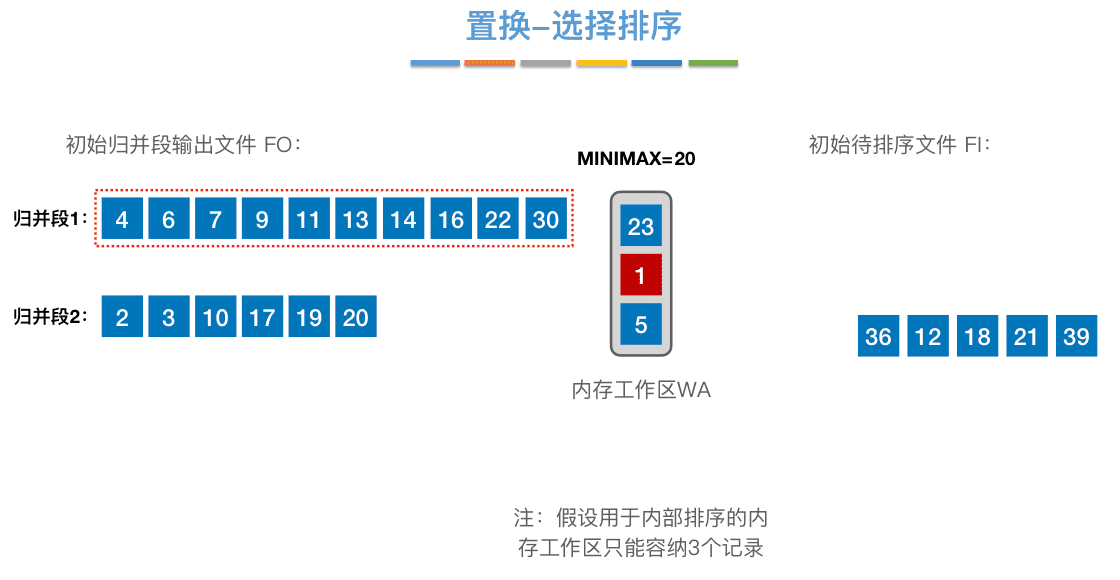 置换–选择排序
初始归并段输出文件 FO：
初始待排序文件 FI：
MINIMAX=20
归并段1： 4 6 7 9 11 13 14 16 22 30
23
1
5
归并段2： 2 3 10 17 19 20
36 12 18 21 39
内存工作区WA
注：假设用于内部排序的内
存工作区只能容纳3个记录